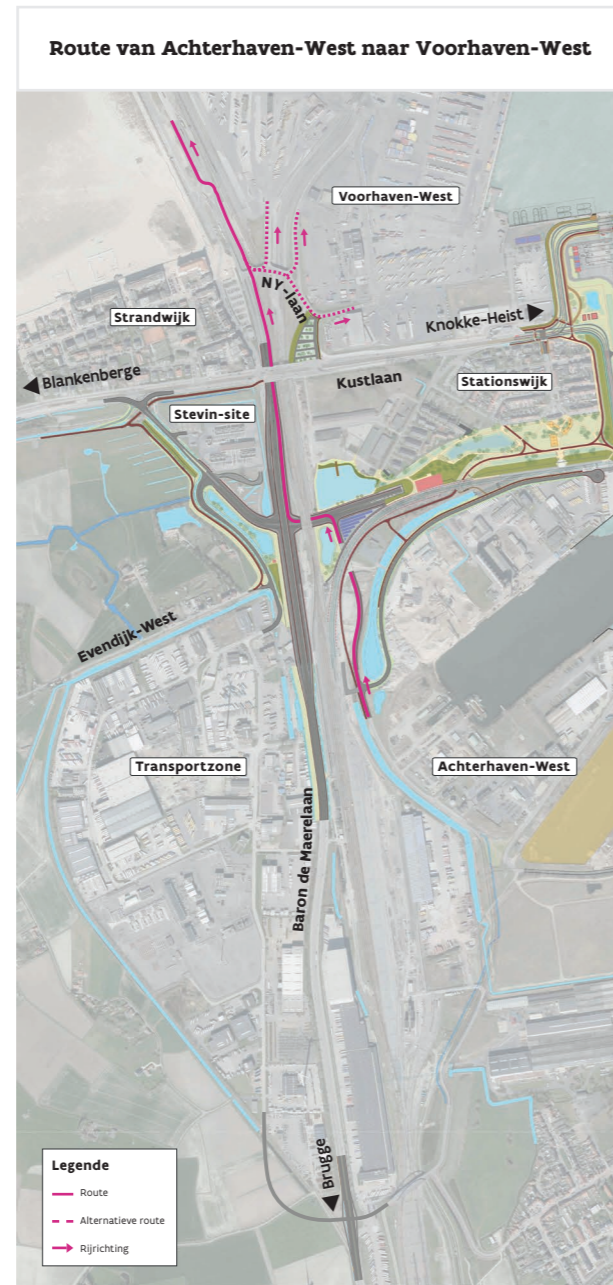 Route van Achterhaven-West naar Voorhaven-West
Voorhaven-West
NY-laan
Strandwijk
Knokke-Heist
Blankenberge
Kustlaan
Stationswijk
Stevin-site
Evendijk-West
Transportzone
Achterhaven-West
Baron de Maerelaan
Brugge
Legende
Route
Alternatieve route
Rijrichting